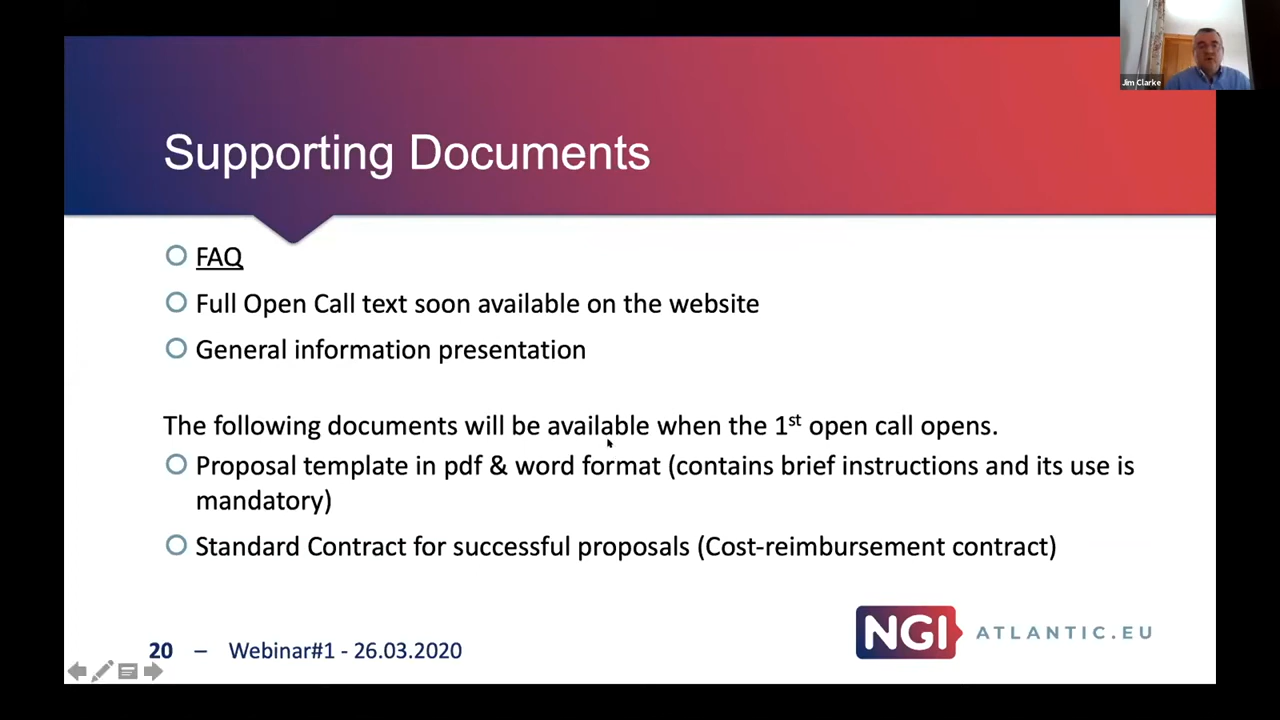 Jim Clarke
Supporting Documents
FAQ
Full Open Call text soon available on the website
General information presentation
The following documents will be available when the 1st open call opens.
Proposal template in pdf & word format (contains brief instructions and its use is
mandatory)
Standard Contract for successful proposals (Cost-reimbursement contract)
NGI ATLANTIC.EU
20 – Webinar#1 - 26.03.2020